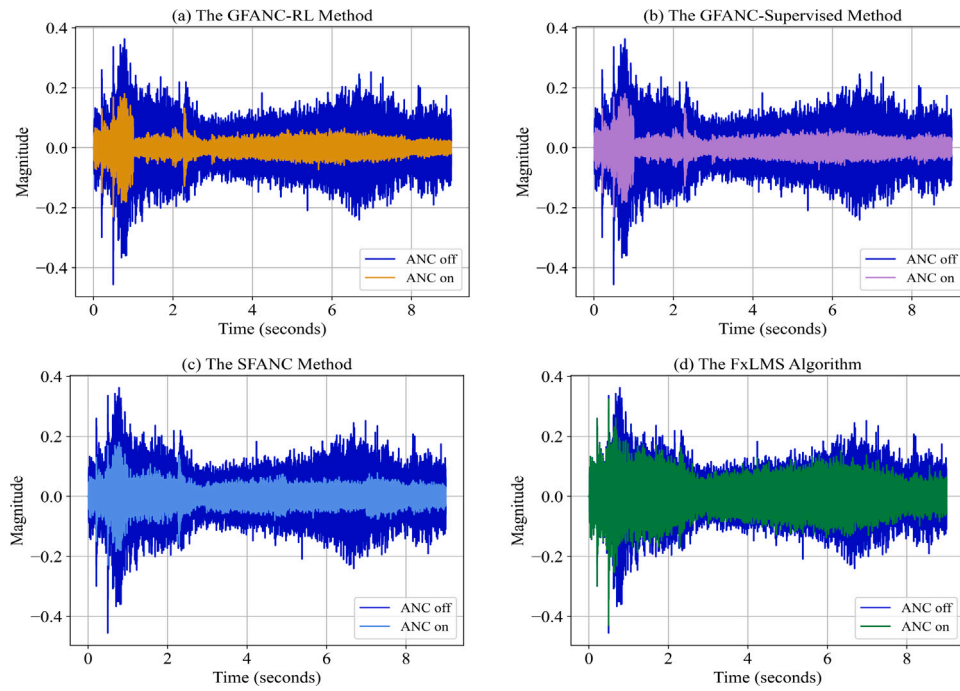 (a) The GFANC-RL Method
0.4
0.2
0.0
−0.2
−0.4
Magnitude
ANC off
ANC on
0 2 4 6 8
Time (seconds)
(b) The GFANC-Supervised Method
0.4
0.2
0.0
−0.2
−0.4
Magnitude
ANC off
ANC on
0 2 4 6 8
Time (seconds)
(c) The SFANC Method
0.4
0.2
0.0
−0.2
−0.4
Magnitude
ANC off
ANC on
0 2 4 6 8
Time (seconds)
(d) The FxLMS Algorithm
0.4
0.2
0.0
−0.2
−0.4
Magnitude
ANC off
ANC on
0 2 4 6 8
Time (seconds)